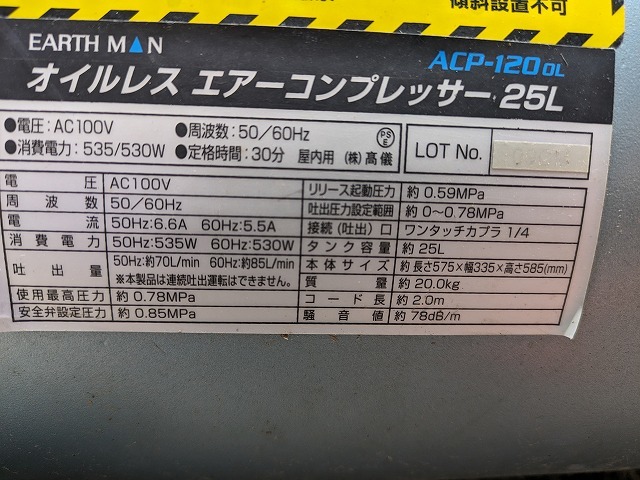 傾斜設置不可
EARTH MAN
ACP-120OL
オイルレス エアーコンプレッサー 25L
●電圧:AC100V ●周波数:50/60Hz
●消費電力:535/530W ●定格時間:30分 屋内用 (株)髙儀
PSE
LOT No.
電圧 AC100V
周波数 50/60Hz
電流 50Hz:6.6A 60Hz:5.5A
消費電力 50Hz:535W 60Hz:530W
吐出量 50Hz:約70L/min 60Hz:約85L/min
※本製品は連続吐出運転はできません。
使用最高圧力 約0.78MPa
安全弁設定圧力 約0.85MPa
リリース起動圧力 約0.59MPa
吐出圧力設定範囲 約0~0.78MPa
接続(吐出)口 ワンタッチカプラ 1/4
タンク容量 約25L
本体サイズ 約長さ575×幅335×高さ585(mm)
質量 約20.0kg
コード長 約2.0m
騒音値 約78dB/m